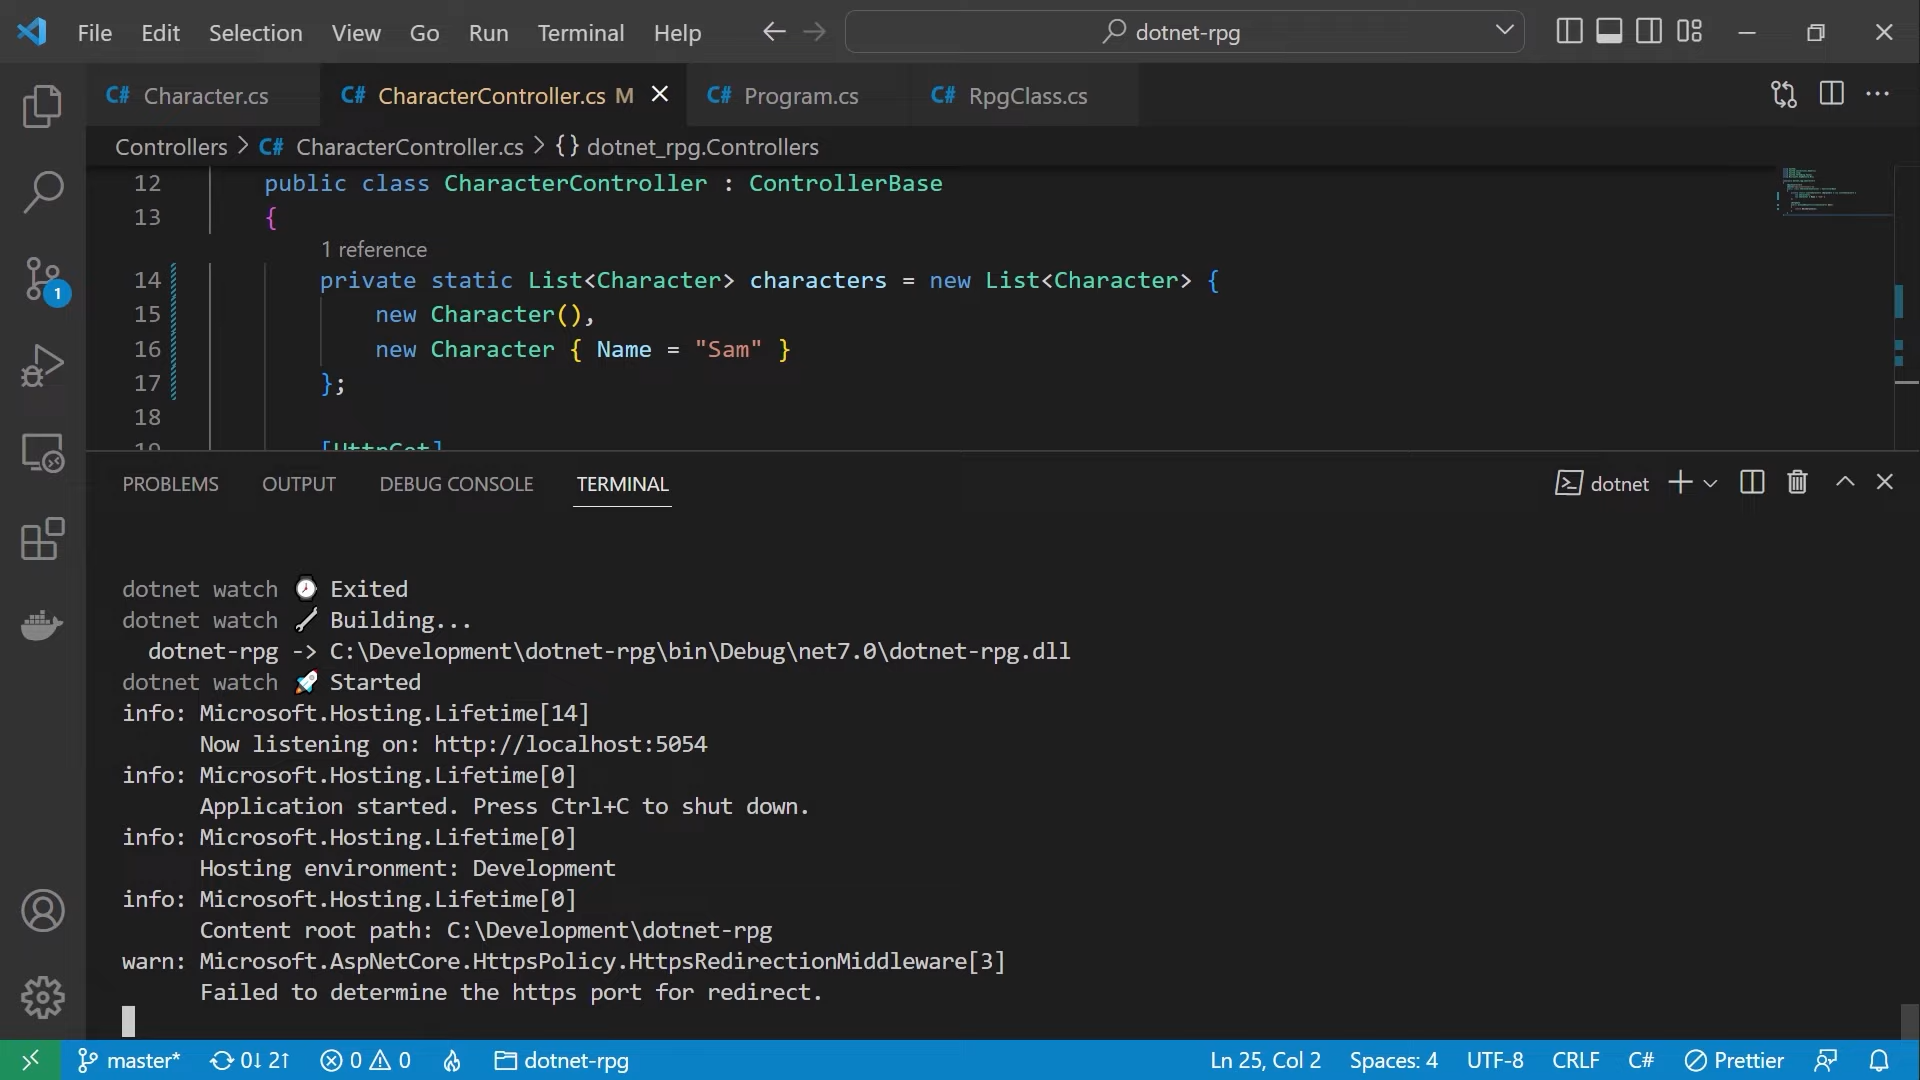 File Edit Selection View Go Run Terminal Help dotnet-rpg
C# Character.cs C# CharacterController.cs M C# Program.cs C# RpgClass.cs
Controllers > C# CharacterController.cs > {} dotnet_rpg.Controllers
12 public class CharacterController : ControllerBase
13 {
1 reference
14 private static List<Character> characters = new List<Character> {
15 new Character(),
16 new Character { Name = "Sam" }
17 };
18
19 [HttpGet]
1
PROBLEMS OUTPUT DEBUG CONSOLE TERMINAL dotnet
dotnet watch ⌚ Exited
dotnet watch 🔧 Building...
dotnet-rpg -> C:\Development\dotnet-rpg\bin\Debug\net7.0\dotnet-rpg.dll
dotnet watch 🚀 Started
info: Microsoft.Hosting.Lifetime[14]
Now listening on: http://localhost:5054
info: Microsoft.Hosting.Lifetime[0]
Application started. Press Ctrl+C to shut down.
info: Microsoft.Hosting.Lifetime[0]
Hosting environment: Development
info: Microsoft.Hosting.Lifetime[0]
Content root path: C:\Development\dotnet-rpg
warn: Microsoft.AspNetCore.HttpsPolicy.HttpsRedirectionMiddleware[3]
Failed to determine the https port for redirect.
master* 0↓ 2↑ 0 0 dotnet-rpg Ln 25, Col 2 Spaces: 4 UTF-8 CRLF C# Prettier